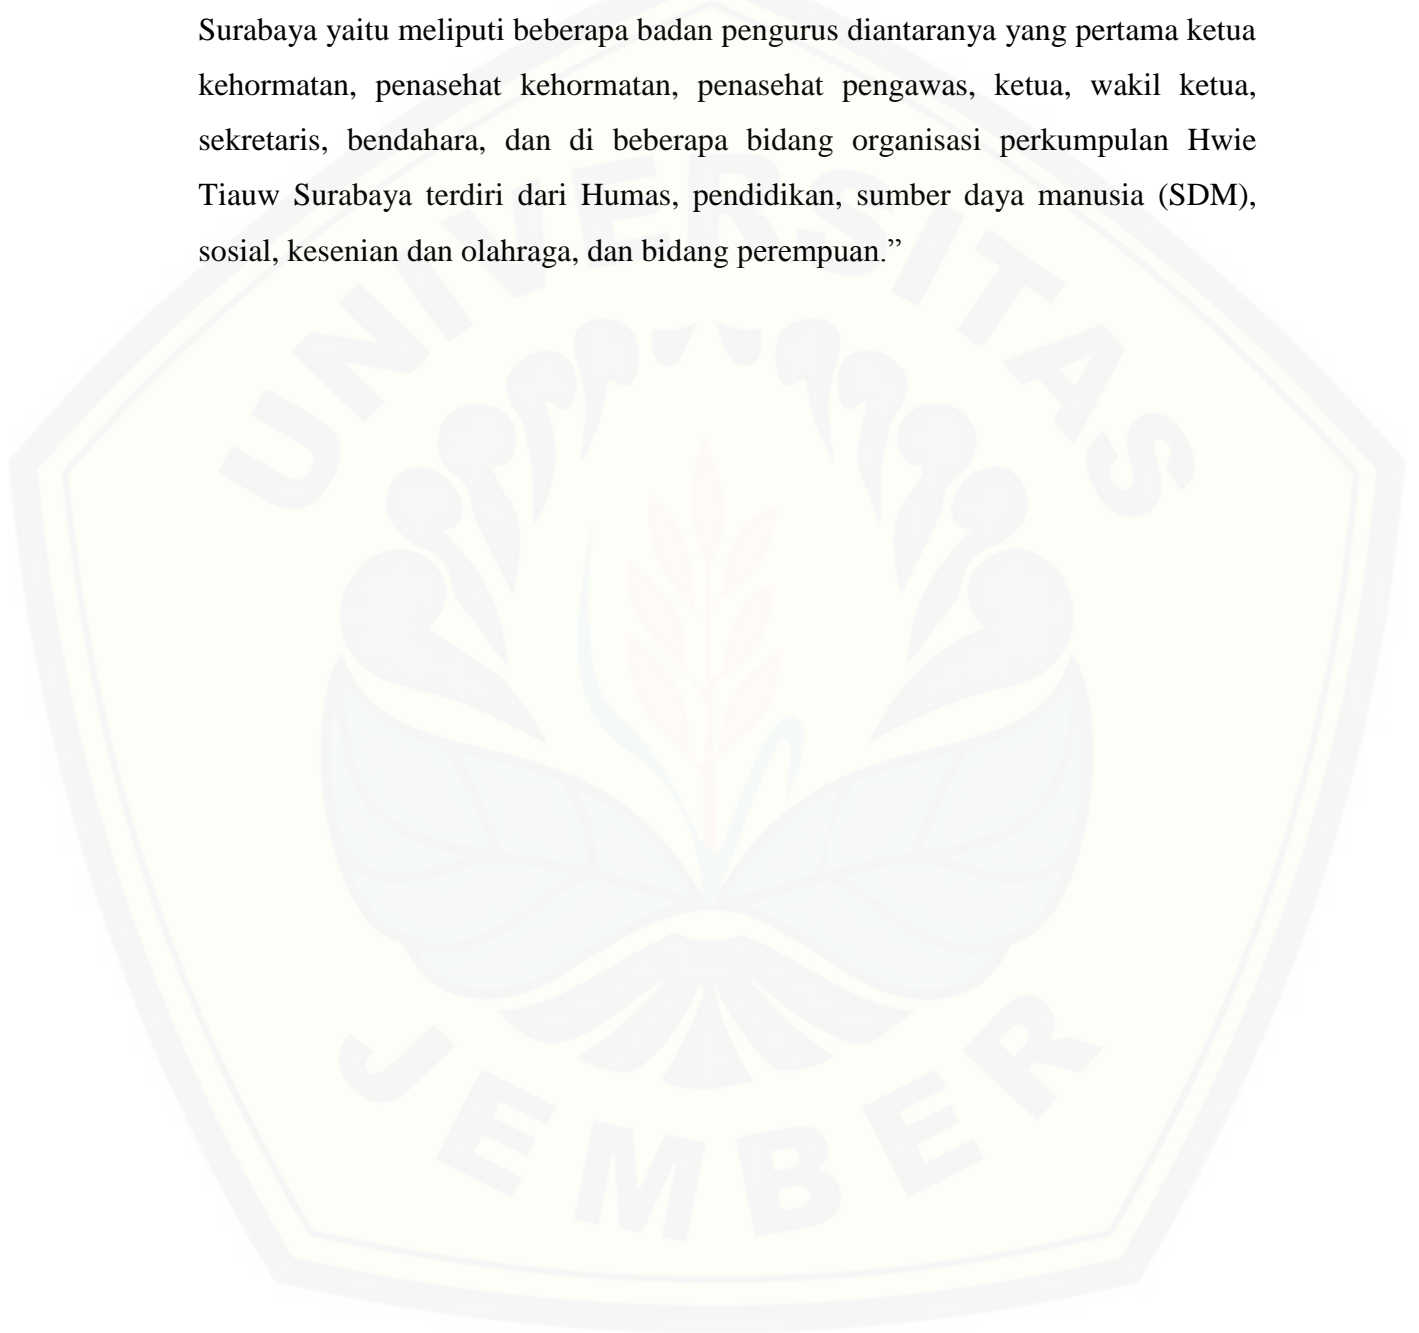 Surabaya yaitu meliputi beberapa badan pengurus diantaranya yang pertama ketua
kehormatan, penasehat kehormatan, penasehat pengawas, ketua, wakil ketua,
sekretaris, bendahara, dan di beberapa bidang organisasi perkumpulan Hwie
Tiauw Surabaya terdiri dari Humas, pendidikan, sumber daya manusia (SDM),
sosial, kesenian dan olahraga, dan bidang perempuan.”
UNIVERSITAS
JEMBER